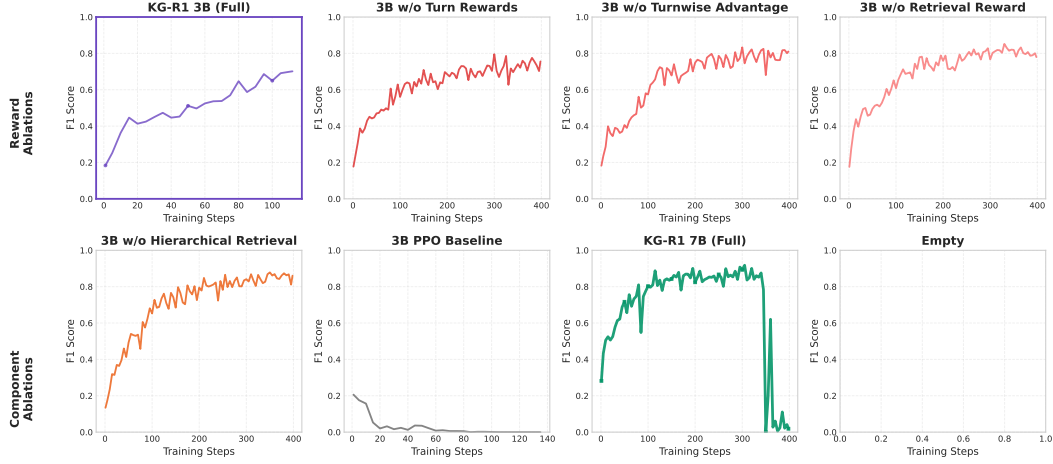 KG-R1 3B (Full)
3B w/o Turn Rewards
3B w/o Turnwise Advantage
3B w/o Retrieval Reward
Reward
Ablations
F1 Score
1.0
0.8
0.6
0.4
0.2
0.0
0 20 40 60 80 100
Training Steps
F1 Score
1.0
0.8
0.6
0.4
0.2
0.0
0 100 200 300 400
Training Steps
F1 Score
1.0
0.8
0.6
0.4
0.2
0.0
0 100 200 300 400
Training Steps
F1 Score
1.0
0.8
0.6
0.4
0.2
0.0
0 100 200 300 400
Training Steps
3B w/o Hierarchical Retrieval
3B PPO Baseline
KG-R1 7B (Full)
Empty
Component
Ablations
F1 Score
1.0
0.8
0.6
0.4
0.2
0.0
0 100 200 300 400
Training Steps
F1 Score
1.0
0.8
0.6
0.4
0.2
0.0
0 20 40 60 80 100 120 140
Training Steps
F1 Score
1.0
0.8
0.6
0.4
0.2
0.0
0 100 200 300 400
Training Steps
F1 Score
1.0
0.8
0.6
0.4
0.2
0.0
0.0 0.2 0.4 0.6 0.8 1.0
Training Steps